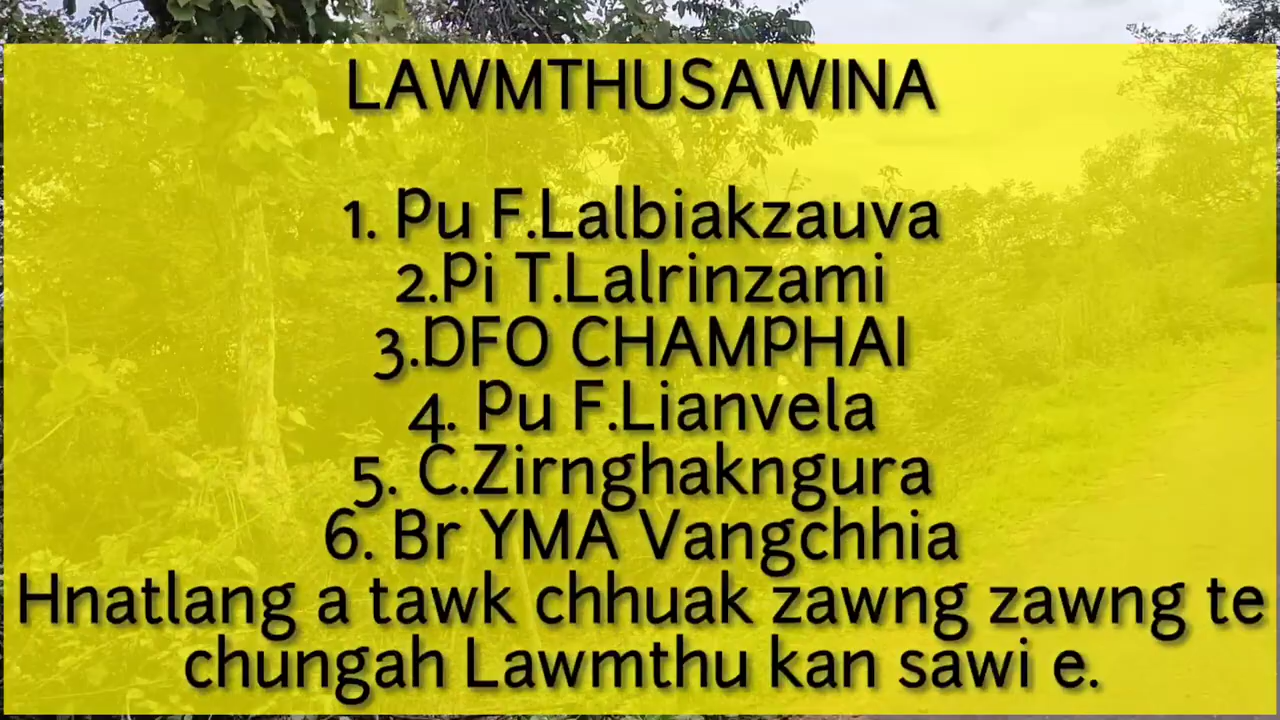 LAWMTHUSAWINA
1. Pu F.Lalbiakzauva
2.Pi T.Lalrinzami
3.DFO CHAMPHAI
4. Pu F.Lianvela
5. C.Zirnghakngura
6. Br YMA Vangchhia
Hnatlang a tawk chhuak zawng zawng te
chungah Lawmthu kan sawi e.